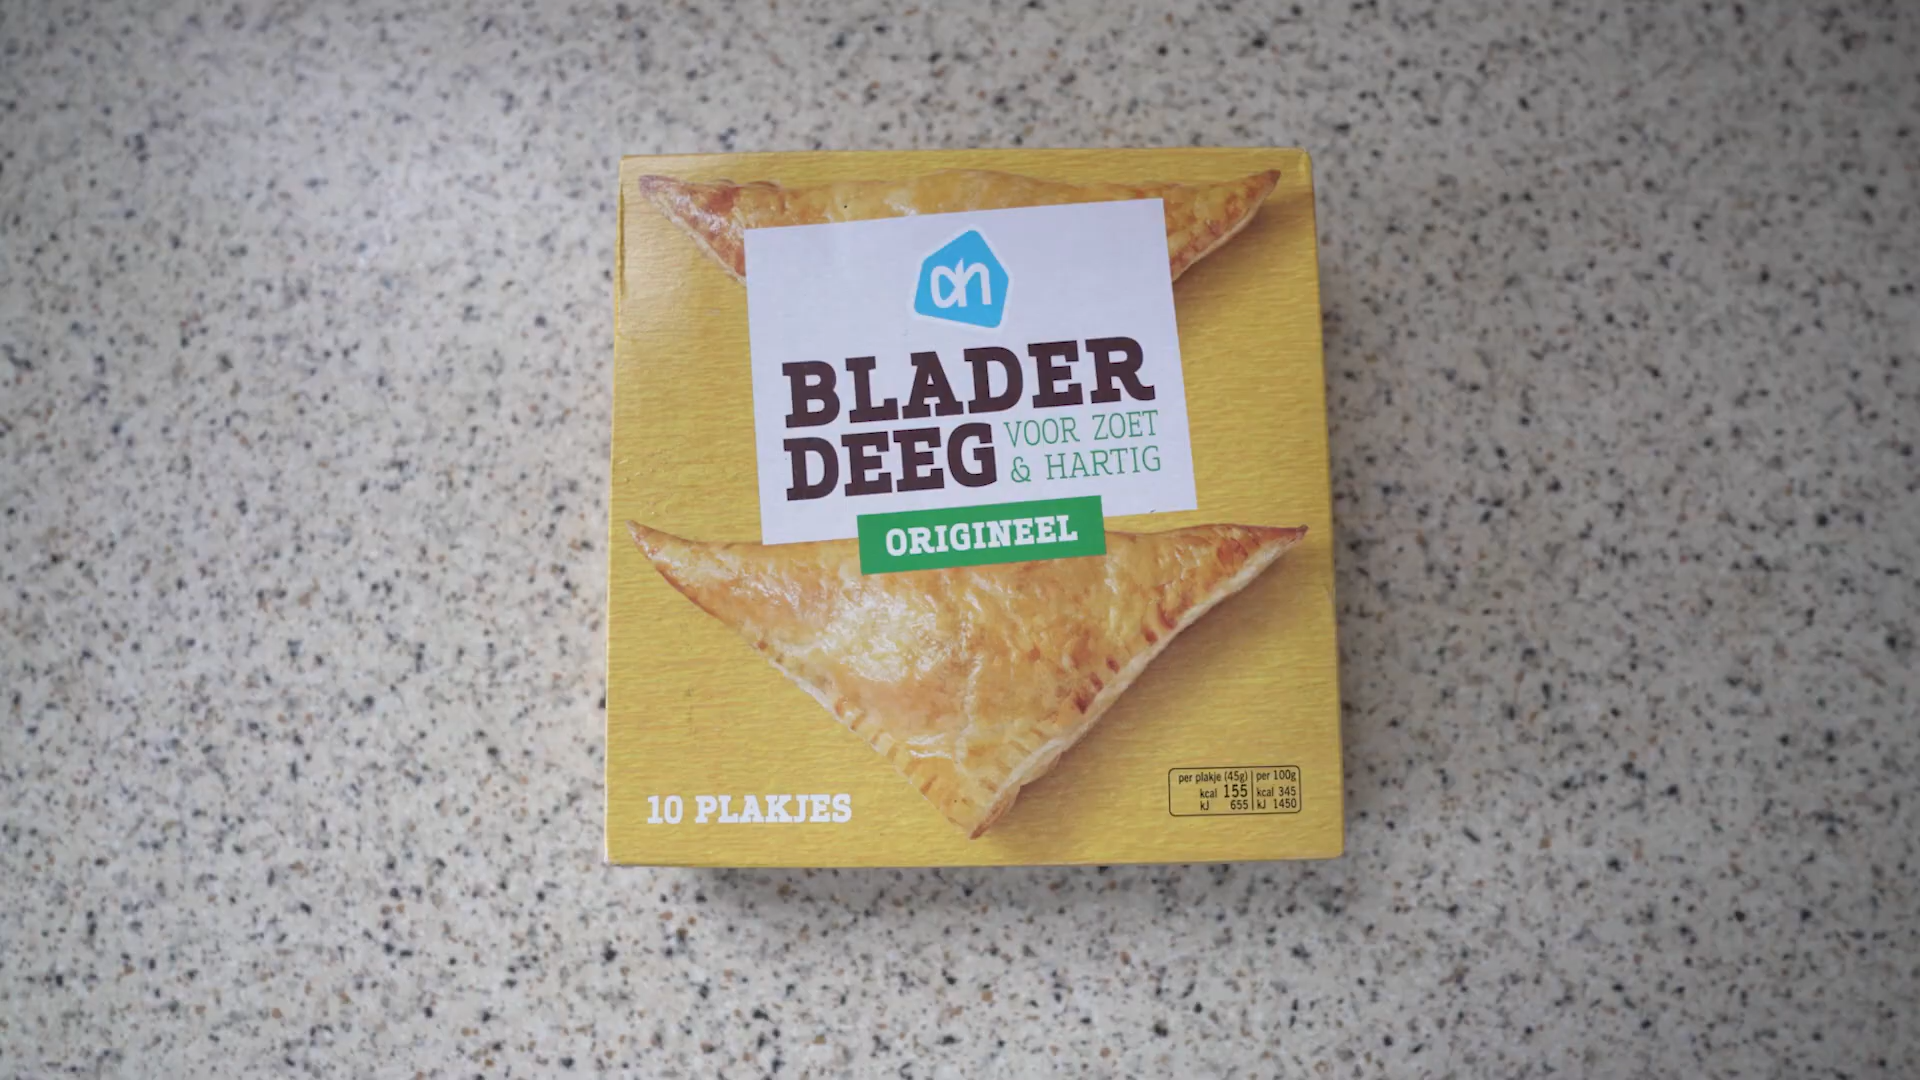 ah
BLADER
DEEG
VOOR ZOET
& HARTIG
ORIGINEEL
10 PLAKJES
per plakje (45g) per 100g
kcal 155 kcal 345
kJ 655 kJ 1450